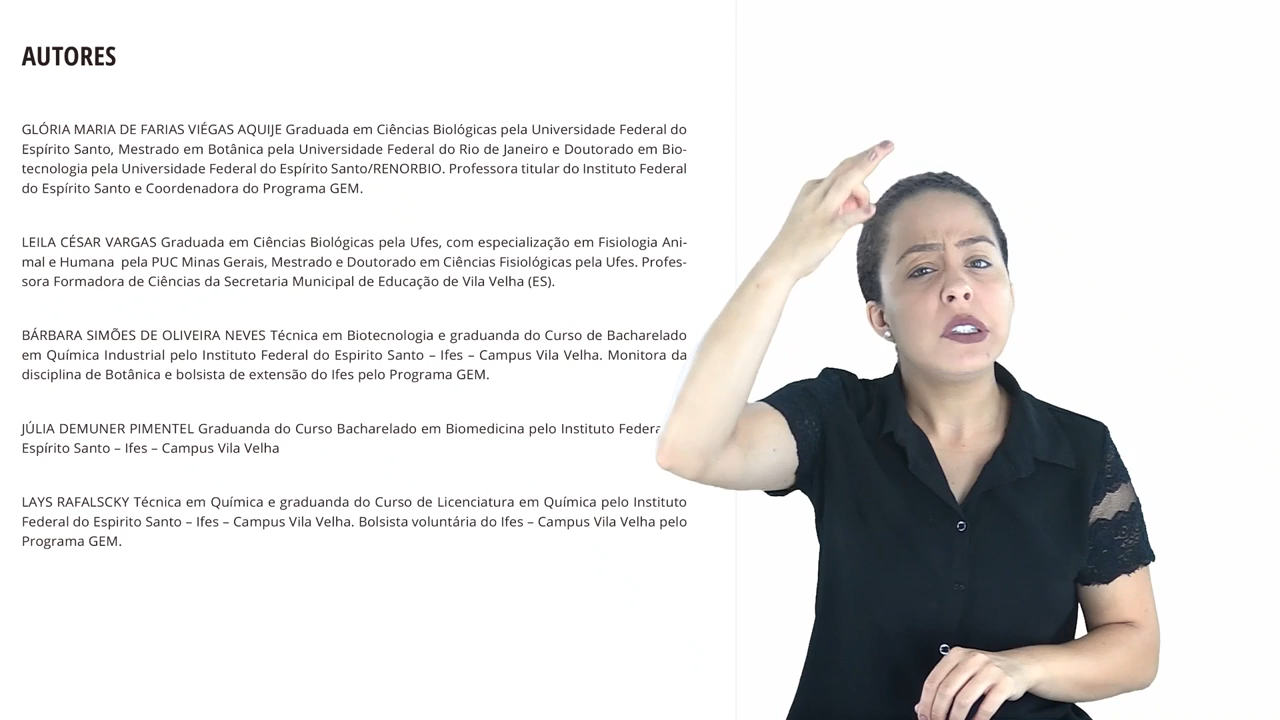 AUTORES
GLÓRIA MARIA DE FARIAS VIÉGAS AQUIJE Graduada em Ciências Biológicas pela Universidade Federal do
Espírito Santo, Mestrado em Botânica pela Universidade Federal do Rio de Janeiro e Doutorado em Bio-
tecnologia pela Universidade Federal do Espírito Santo/RENORBIO. Professora titular do Instituto Federal
do Espírito Santo e Coordenadora do Programa GEM.
LEILA CÉSAR VARGAS Graduada em Ciências Biológicas pela Ufes, com especialização em Fisiologia Ani-
mal e Humana pela PUC Minas Gerais, Mestrado e Doutorado em Ciências Fisiológicas pela Ufes. Profes-
sora Formadora de Ciências da Secretaria Municipal de Educação de Vila Velha (ES).
BÁRBARA SIMÕES DE OLIVEIRA NEVES Técnica em Biotecnologia e graduanda do Curso de Bacharelado
em Química Industrial pelo Instituto Federal do Espirito Santo – Ifes – Campus Vila Velha. Monitora da
disciplina de Botânica e bolsista de extensão do Ifes pelo Programa GEM.
JÚLIA DEMUNER PIMENTEL Graduanda do Curso Bacharelado em Biomedicina pelo Instituto Federa
Espírito Santo – Ifes – Campus Vila Velha
LAYS RAFALSCKY Técnica em Química e graduanda do Curso de Licenciatura em Química pelo Instituto
Federal do Espirito Santo – Ifes – Campus Vila Velha. Bolsista voluntária do Ifes – Campus Vila Velha pelo
Programa GEM.